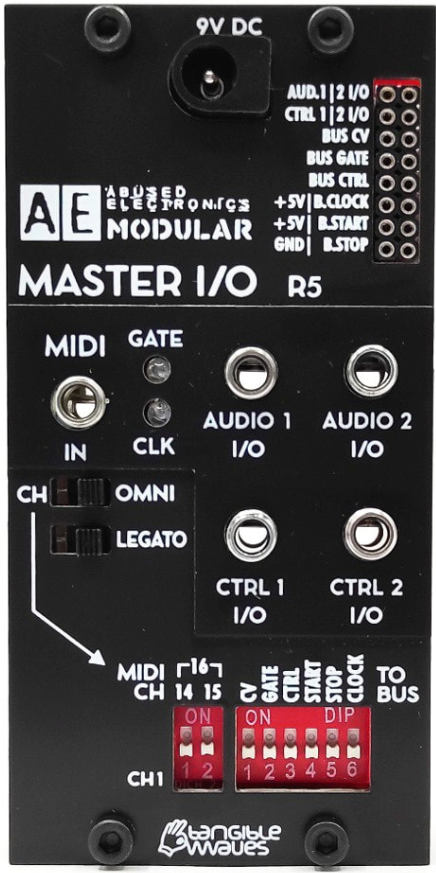 9V DC
AUD.1|2 I/O
CTRL 1|2 I/O
BUS CV
BUS GATE
BUS CTRL
+5V|B.CLOCK
+5V|B.START
GND| B.STOP
AE ABUSED
ELECTRONICS
MODULAR
MASTER I/O R5
MIDI GATE
IN CLK
AUDIO 1 AUDIO 2
I/O I/O
CH OMNI
LEGATO
CTRL 1 CTRL 2
I/O I/O
MIDI 16
CH 14 15
CV GATE CTRL START STOP CLOCK
TO
BUS
ON
ON DIP
CH1
1 2
1 2 3 4 5 6
tangible
waves